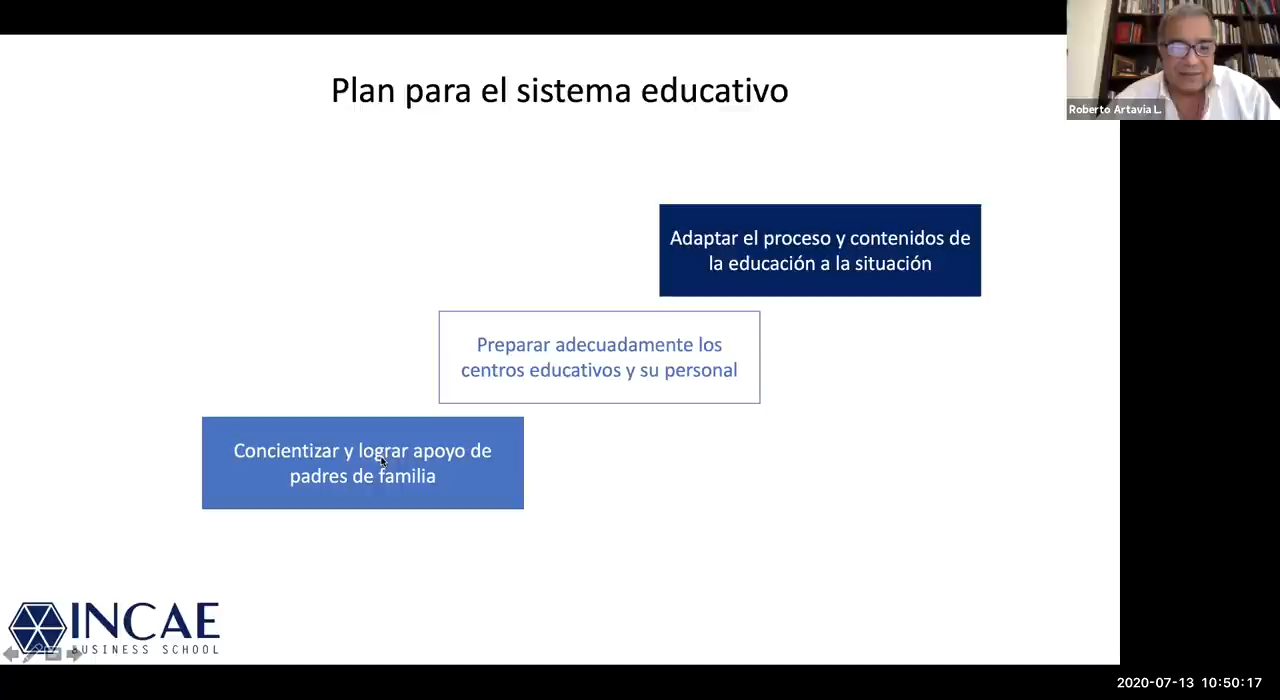 Plan para el sistema educativo
Roberto Artavia L.
Adaptar el proceso y contenidos de
la educación a la situación
Preparar adecuadamente los
centros educativos y su personal
Concientizar y lograr apoyo de
padres de familia
INCAE
BUSINESS SCHOOL
2020-07-13 10:50:17